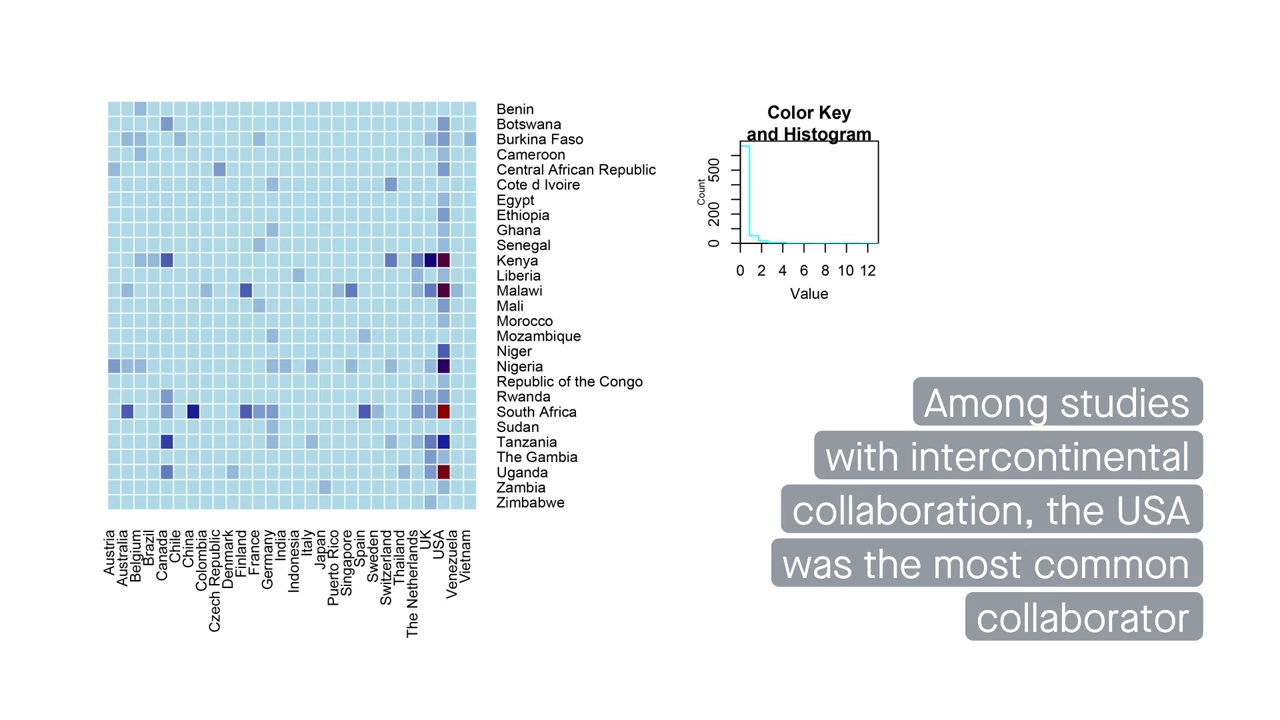 Benin
Botswana
Burkina Faso
Cameroon
Central African Republic
Cote d Ivoire
Egypt
Ethiopia
Ghana
Senegal
Kenya
Liberia
Malawi
Mali
Morocco
Mozambique
Niger
Nigeria
Republic of the Congo
Rwanda
South Africa
Sudan
Tanzania
The Gambia
Uganda
Zambia
Zimbabwe
Austria
Australia
Belgium
Brazil
Canada
Chile
China
Colombia
Czech Republic
Denmark
Finland
France
Germany
India
Indonesia
Italy
Japan
Puerto Rico
Singapore
Spain
Sweden
Switzerland
Thailand
The Netherlands
UK
USA
Venezuela
Vietnam
Color Key
and Histogram
Count
500
200
0
0 2 4 6 8 10 12
Value
Among studies
with intercontinental
collaboration, the USA
was the most common
collaborator